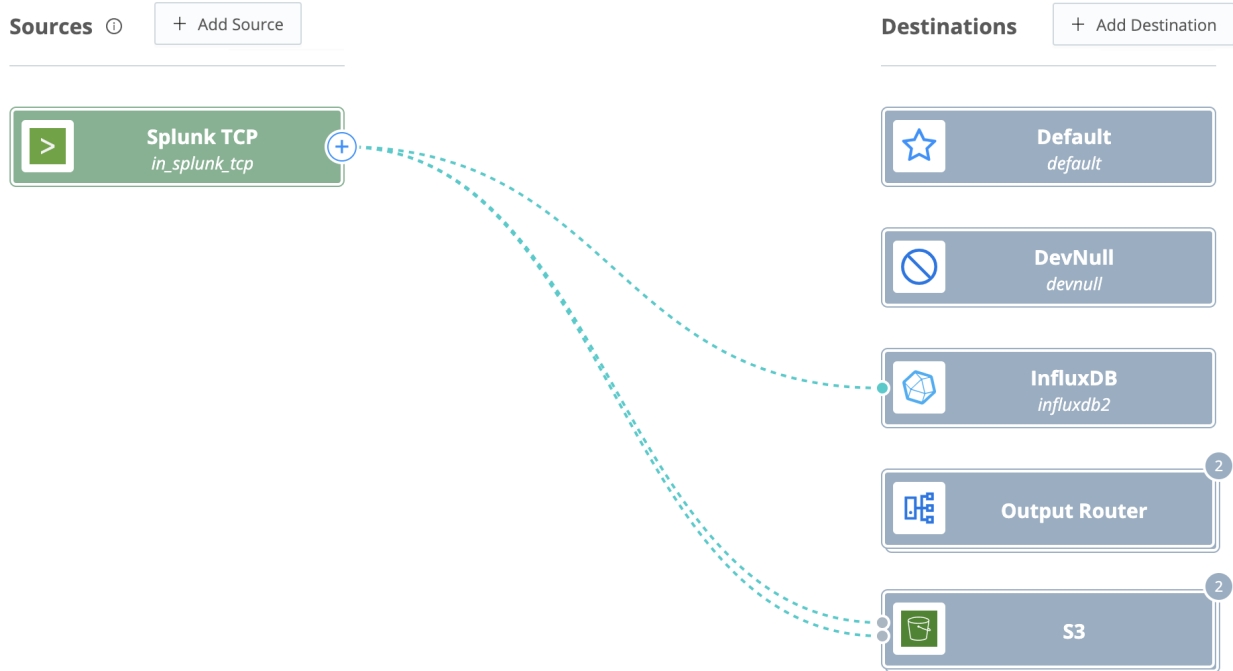 Sources
+ Add Source
Destinations
+ Add Destination
Splunk TCP
in_splunk_tcp
Default
default
DevNull
devnull
InfluxDB
influxdb2
2
Output Router
2
S3